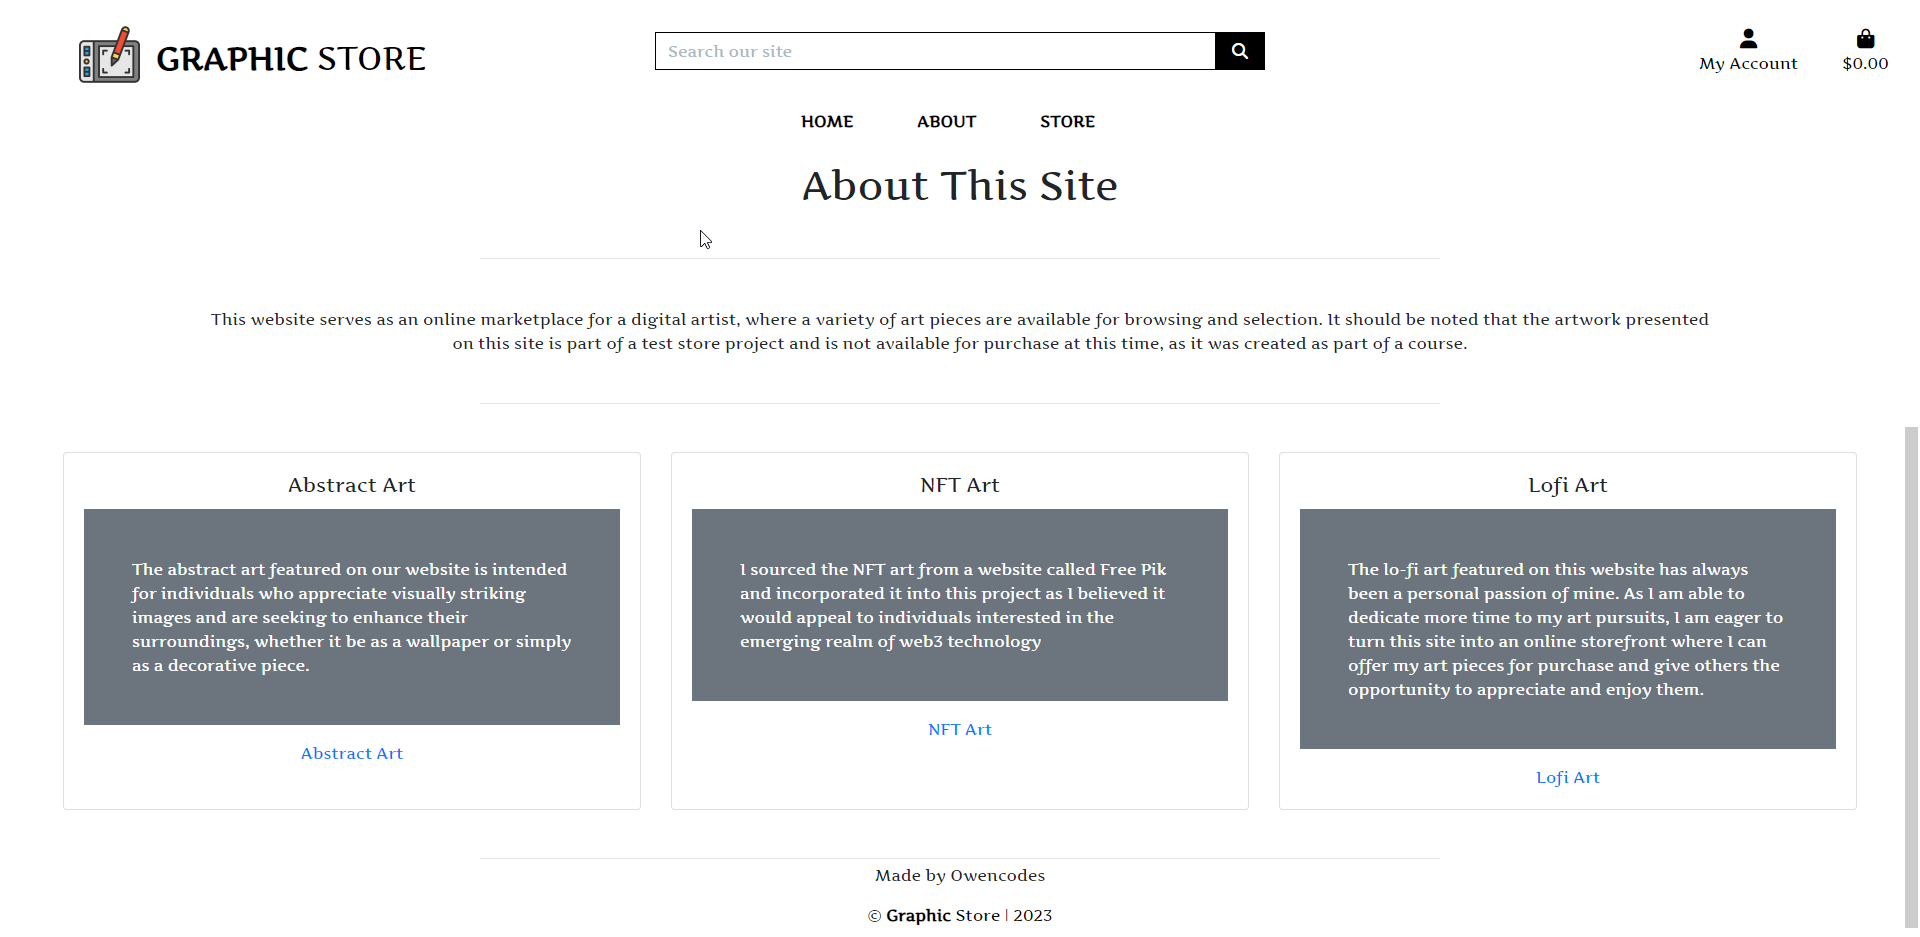 GRAPHIC STORE
Search our site
My Account
$0.00
HOME
ABOUT
STORE
About This Site
This website serves as an online marketplace for a digital artist, where a variety of art pieces are available for browsing and selection. It should be noted that the artwork presented
on this site is part of a test store project and is not available for purchase at this time, as it was created as part of a course.
Abstract Art
The abstract art featured on our website is intended
for individuals who appreciate visually striking
images and are seeking to enhance their
surroundings, whether it be as a wallpaper or simply
as a decorative piece.
Abstract Art
NFT Art
I sourced the NFT art from a website called Free Pik
and incorporated it into this project as I believed it
would appeal to individuals interested in the
emerging realm of web3 technology
NFT Art
Lofi Art
The lo-fi art featured on this website has always
been a personal passion of mine. As I am able to
dedicate more time to my art pursuits, I am eager to
turn this site into an online storefront where I can
offer my art pieces for purchase and give others the
opportunity to appreciate and enjoy them.
Lofi Art
Made by Owencodes
© Graphic Store | 2023